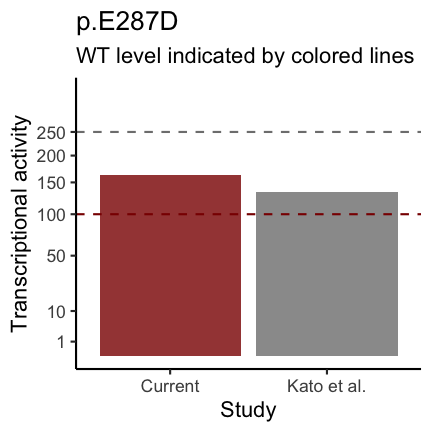 p.E287D
WT level indicated by colored lines
Transcriptional activity
250
200
150
100
50
10
1
Current
Kato et al.
Study